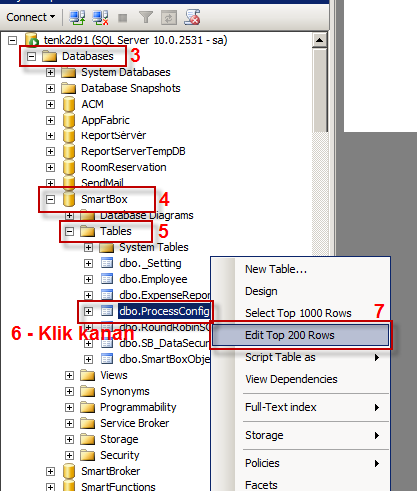 Connect
tenk2d91 (SQL Server 10.0.2531 - sa)
Databases
3
System Databases
Database Snapshots
ACM
AppFabric
ReportServer
ReportServerTempDB
RoomReservation
SendMail
SmartBox
4
Database Diagrams
Tables
5
System Tables
dbo._Setting
dbo.Employee
dbo.ExpenseRepor
dbo.ProcessConfig
6 - Klik kanan
dbo.RoundRobinSC
dbo.SB_DataSecuri
dbo.SmartBoxObje
Views
Synonyms
Programmability
Service Broker
Storage
Security
SmartBroker
SmartFunctions
New Table...
Design
Select Top 1000 Rows
7
Edit Top 200 Rows
Script Table as
View Dependencies
Full-Text index
Storage
Policies
Facets